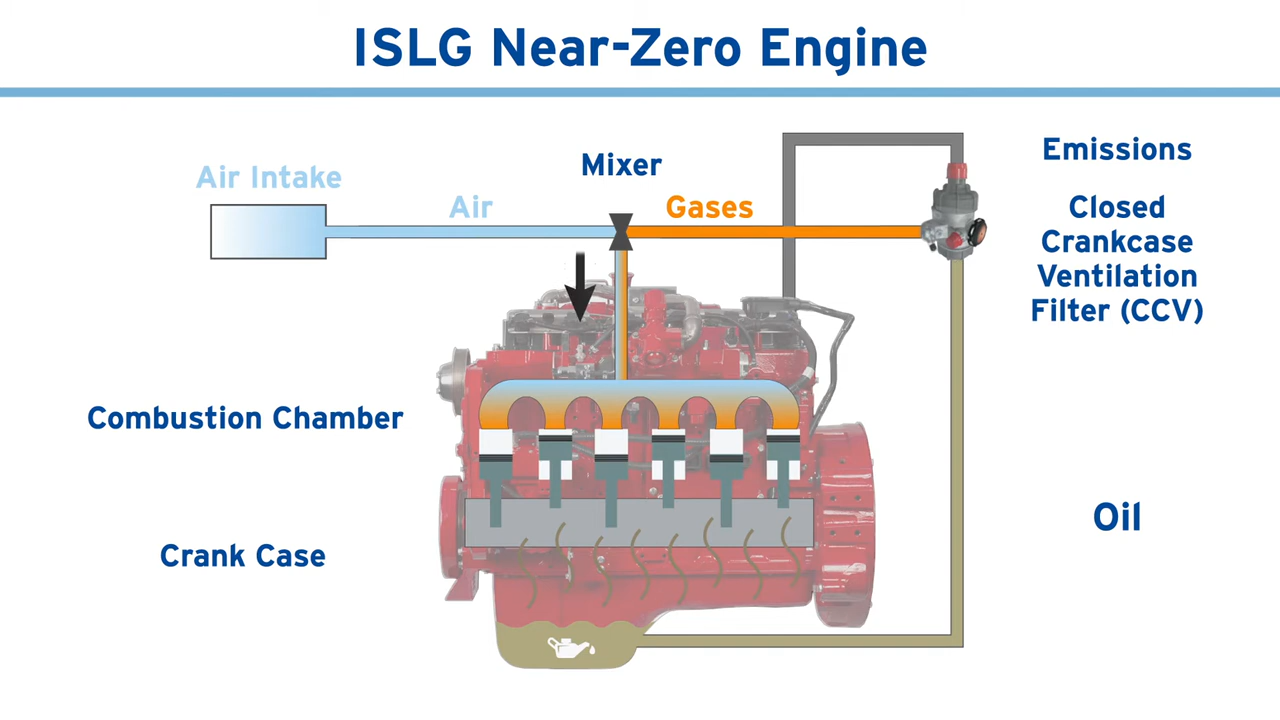 ISLG Near-Zero Engine
Air Intake
Air
Mixer
Gases
Emissions
Closed
Crankcase
Ventilation
Filter (CCV)
Combustion Chamber
Crank Case
Oil